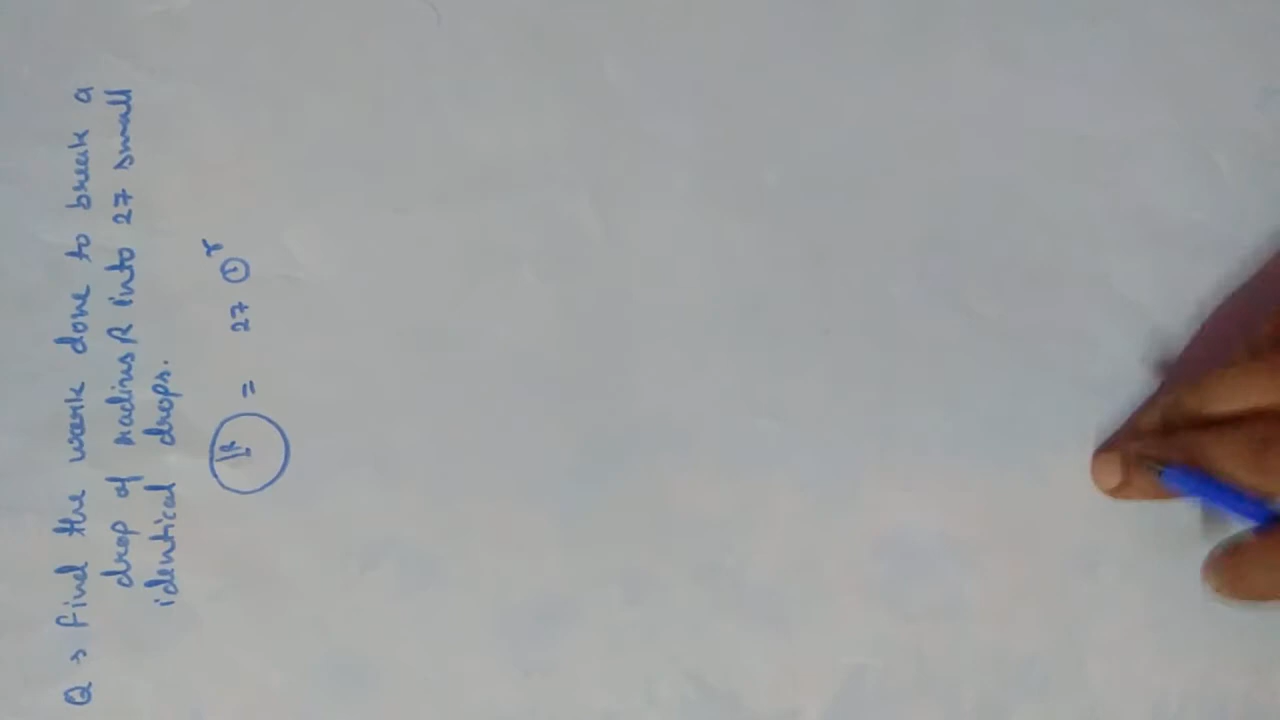 Q → Find the work done to break a
drop of radius R into 27 small
identical drops.
R = 27 r